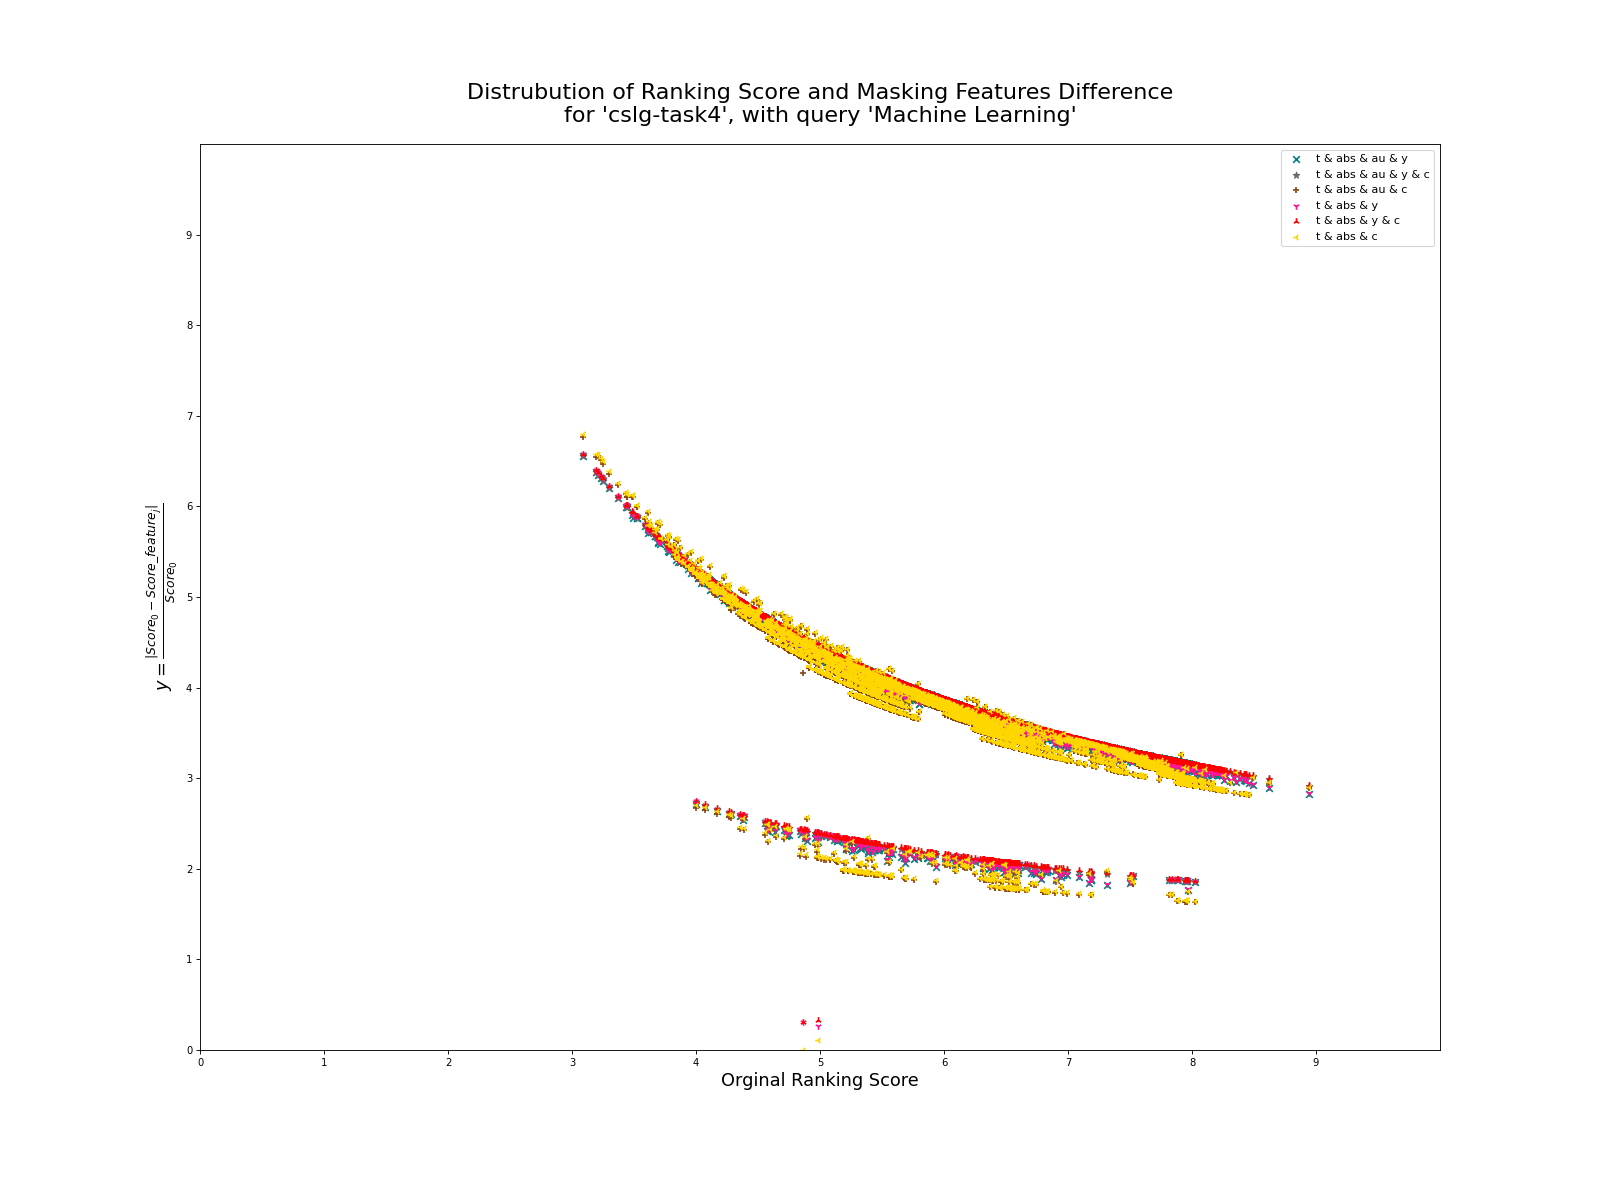 Distrubution of Ranking Score and Masking Features Difference
for 'cslg-task4', with query 'Machine Learning'
t & abs & au & y
t & abs & au & y & c
t & abs & au & c
t & abs & y
t & abs & y & c
t & abs & c
9
8
7
6
5
4
3
2
1
0
y = |Score₀ − Score_featureⱼ| / Score₀
0 1 2 3 4 5 6 7 8 9
Orginal Ranking Score